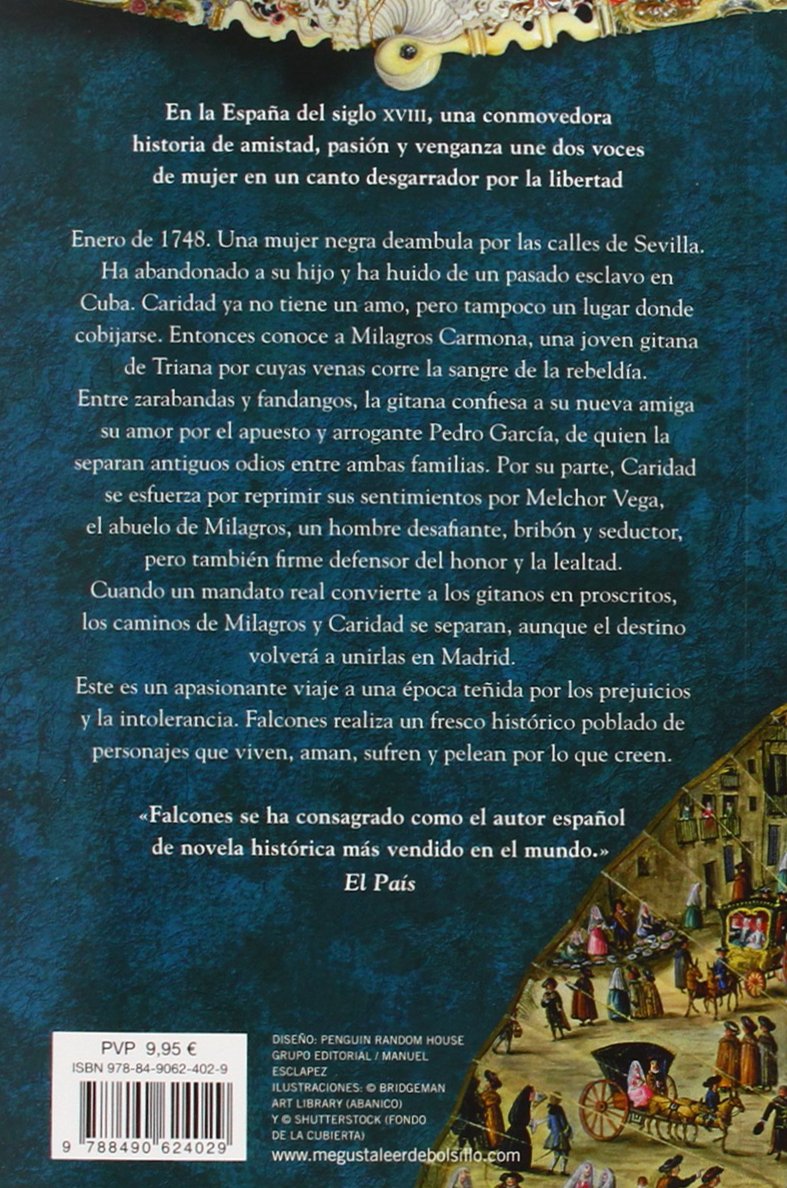 En la España del siglo XVIII, una conmovedora
historia de amistad, pasión y venganza une dos voces
de mujer en un canto desgarrador por la libertad
Enero de 1748. Una mujer negra deambula por las calles de Sevilla.
Ha abandonado a su hijo y ha huido de un pasado esclavo en
Cuba. Caridad ya no tiene un amo, pero tampoco un lugar donde
cobijarse. Entonces conoce a Milagros Carmona, una joven gitana
de Triana por cuyas venas corre la sangre de la rebeldía.
Entre zarabandas y fandangos, la gitana confiesa a su nueva amiga
su amor por el apuesto y arrogante Pedro García, de quien la
separan antiguos odios entre ambas familias. Por su parte, Caridad
se esfuerza por reprimir sus sentimientos por Melchor Vega,
el abuelo de Milagros, un hombre desafiante, bribón y seductor,
pero también firme defensor del honor y la lealtad.
Cuando un mandato real convierte a los gitanos en proscritos,
los caminos de Milagros y Caridad se separan, aunque el destino
volverá a unirlas en Madrid.
Este es un apasionante viaje a una época teñida por los prejuicios
y la intolerancia. Falcones realiza un fresco histórico poblado de
personajes que viven, aman, sufren y pelean por lo que creen.
«Falcones se ha consagrado como el autor español
de novela histórica más vendido en el mundo.»
El País
PVP 9,95 €
ISBN 978-84-9062-402-9
9 788490 624029
DISEÑO: PENGUIN RANDOM HOUSE
GRUPO EDITORIAL / MANUEL
ESCLAPEZ
ILUSTRACIONES: © BRIDGEMAN
ART LIBRARY (ABANICO)
Y © SHUTTERSTOCK (FONDO
DE LA CUBIERTA)
www.megustaleerdebolsillo.com